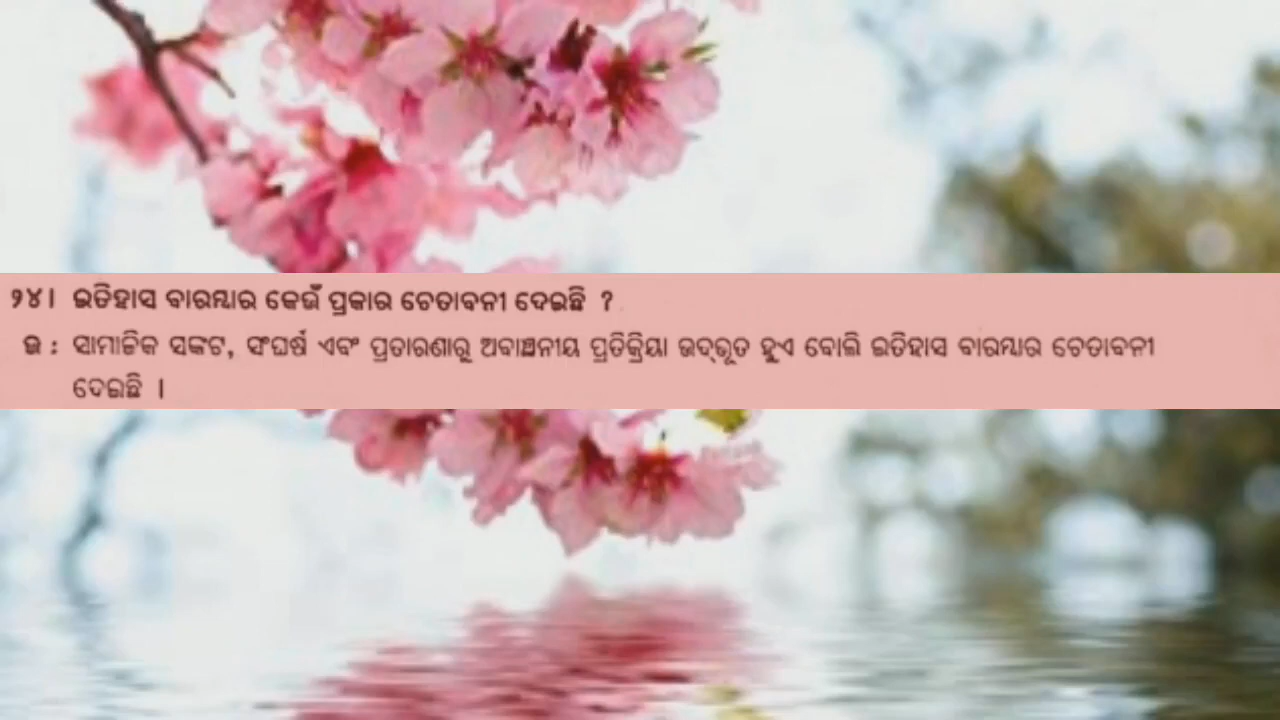 ୨୪। ଇତିହାସ ବାରମ୍ବାର କେଉଁ ପ୍ରକାର ଚେତାବନୀ ଦେଇଛି ?
ଉ : ସାମାଜିକ ସଙ୍କଟ, ସଂଘର୍ଷ ଏବଂ ପ୍ରତାରଣାରୁ ଅବାଞ୍ଛନୀୟ ପ୍ରତିକ୍ରିୟା ଉଦ୍‌ଭୂତ ହୁଏ ବୋଲି ଇତିହାସ ବାରମ୍ବାର ଚେତାବନୀ
ଦେଇଛି ।